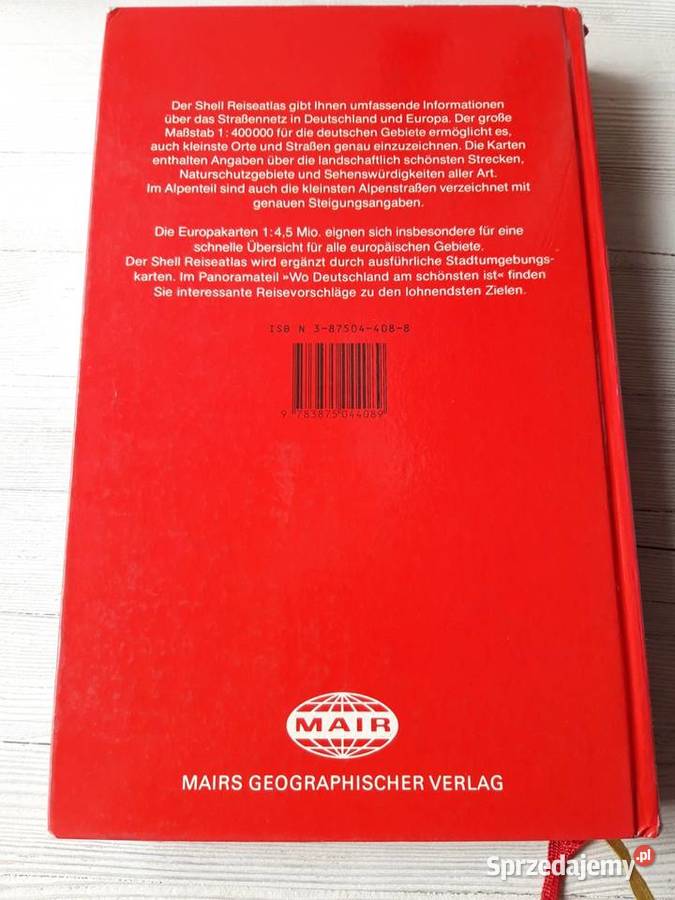 Der Shell Reiseatlas gibt Ihnen umfassende Informationen
über das Straßennetz in Deutschland und Europa. Der große
Maßstab 1:400000 für die deutschen Gebiete ermöglicht es,
auch kleinste Orte und Straßen genau einzuzeichnen. Die Karten
enthalten Angaben über die landschaftlich schönsten Strecken,
Naturschutzgebiete und Sehenswürdigkeiten aller Art.
Im Alpenteil sind auch die kleinsten Alpenstraßen verzeichnet mit
genauen Steigungsangaben.
Die Europakarten 1:4,5 Mio. eignen sich insbesondere für eine
schnelle Übersicht für alle europäischen Gebiete.
Der Shell Reiseatlas wird ergänzt durch ausführliche Stadtumgebungs-
karten. Im Panoramateil »Wo Deutschland am schönsten ist« finden
Sie interessante Reisevorschläge zu den lohnendsten Zielen.
ISB N 3-87504-408-8
9 783875 044089
MAIR
MAIRS GEOGRAPHISCHER VERLAG
Sprzedajemy.pl